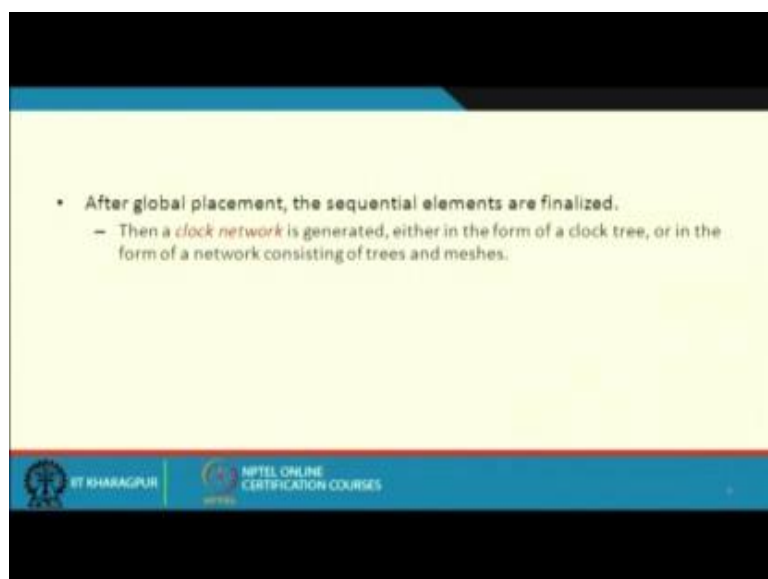 • After global placement, the sequential elements are finalized.
– Then a clock network is generated, either in the form of a clock tree, or in the
form of a network consisting of trees and meshes.
IIT KHARAGPUR
NPTEL ONLINE
CERTIFICATION COURSES
NPTEL